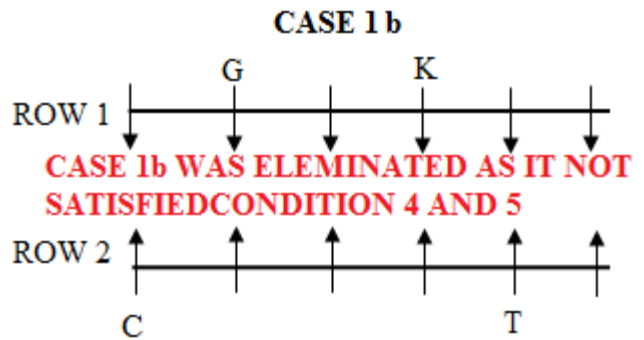 CASE 1 b
G K
ROW 1
CASE 1b WAS ELEMINATED AS IT NOT
SATISFIEDCONDITION 4 AND 5
ROW 2
C T